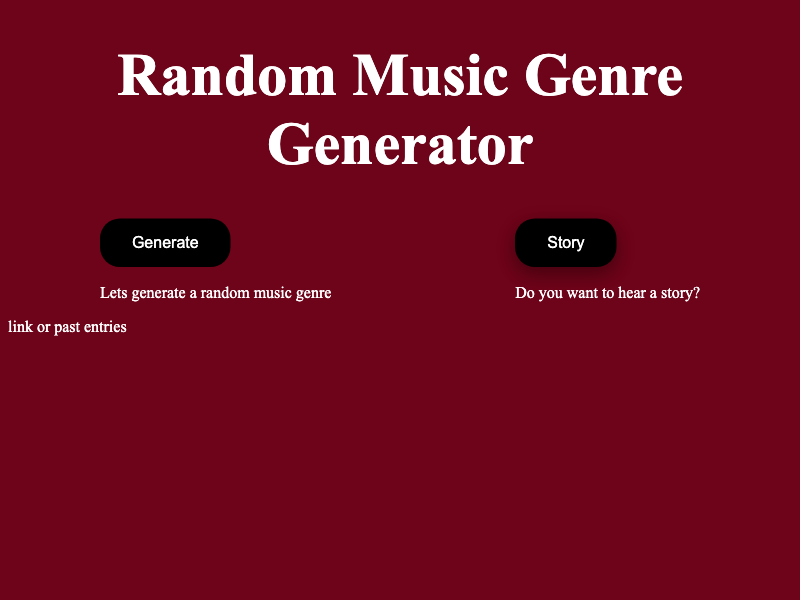 Random Music Genre
Generator
Generate
Story
Lets generate a random music genre
Do you want to hear a story?
link or past entries